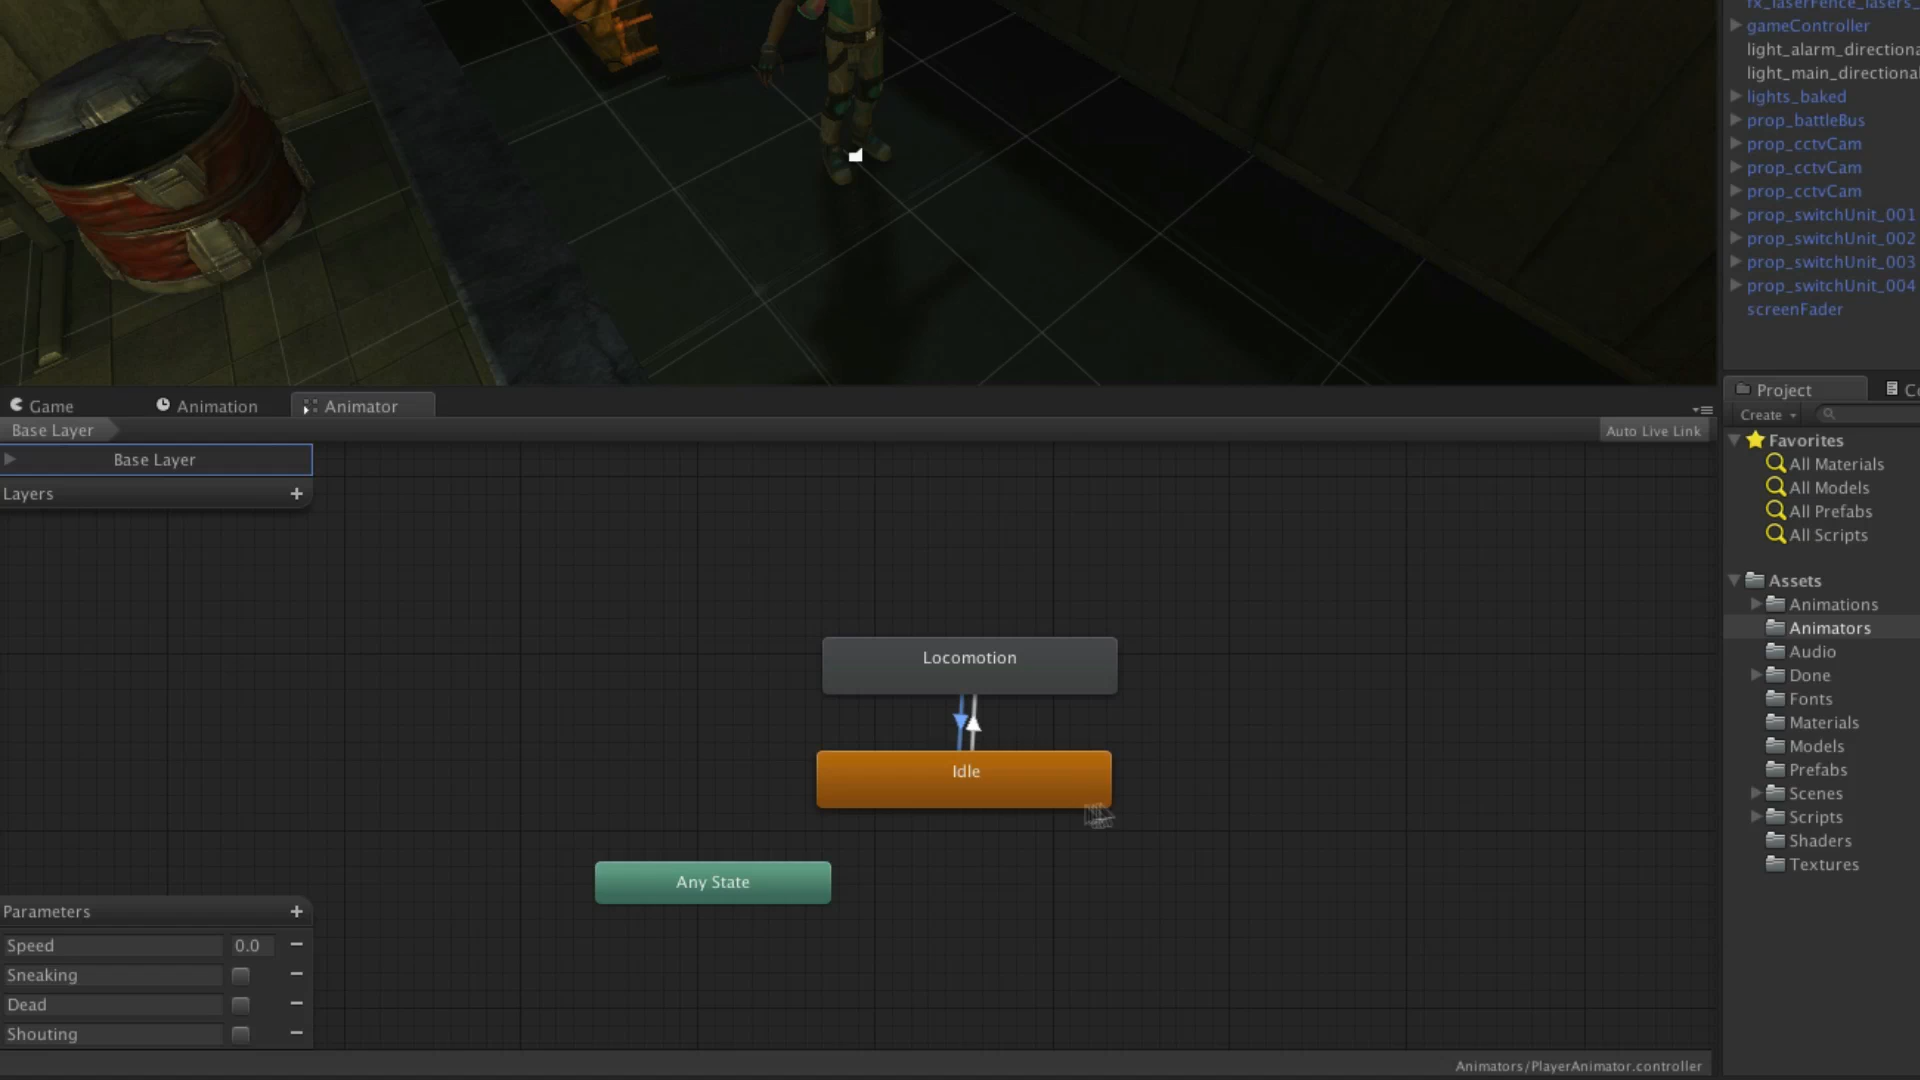 fx_laserFence_lasers_
gameController
light_alarm_directiona
light_main_directional
lights_baked
prop_battleBus
prop_cctvCam
prop_cctvCam
prop_cctvCam
prop_switchUnit_001
prop_switchUnit_002
prop_switchUnit_003
prop_switchUnit_004
screenFader
Game
Animation
Animator
Base Layer
Auto Live Link
Base Layer
Layers
Locomotion
Idle
Any State
Parameters
Speed 0.0
Sneaking
Dead
Shouting
Animators/PlayerAnimator.controller
Project
Create
Favorites
All Materials
All Models
All Prefabs
All Scripts
Assets
Animations
Animators
Audio
Done
Fonts
Materials
Models
Prefabs
Scenes
Scripts
Shaders
Textures